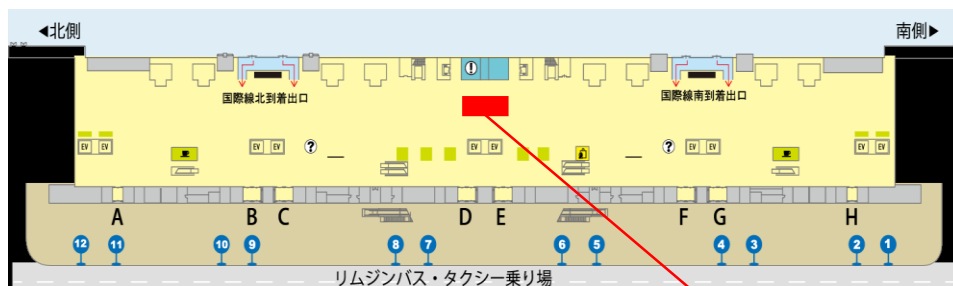 ◀北側
南側▶
国際線北到着出口
国際線南到着出口
EV EV EV EV EV EV EV EV EV EV
? ?
A B C D E F G H
12 11 10 9 8 7 6 5 4 3 2 1
リムジンバス・タクシー乗り場